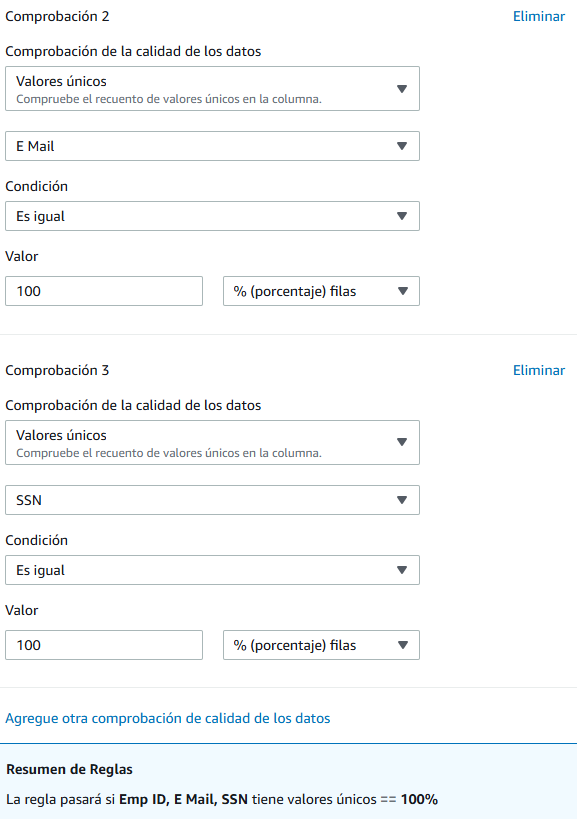 Comprobación 2 Eliminar
Comprobación de la calidad de los datos
Valores únicos
Compruebe el recuento de valores únicos en la columna.
E Mail
Condición
Es igual
Valor
100 % (porcentaje) filas
Comprobación 3 Eliminar
Comprobación de la calidad de los datos
Valores únicos
Compruebe el recuento de valores únicos en la columna.
SSN
Condición
Es igual
Valor
100 % (porcentaje) filas
Agregue otra comprobación de calidad de los datos
Resumen de Reglas
La regla pasará si Emp ID, E Mail, SSN tiene valores únicos == 100%